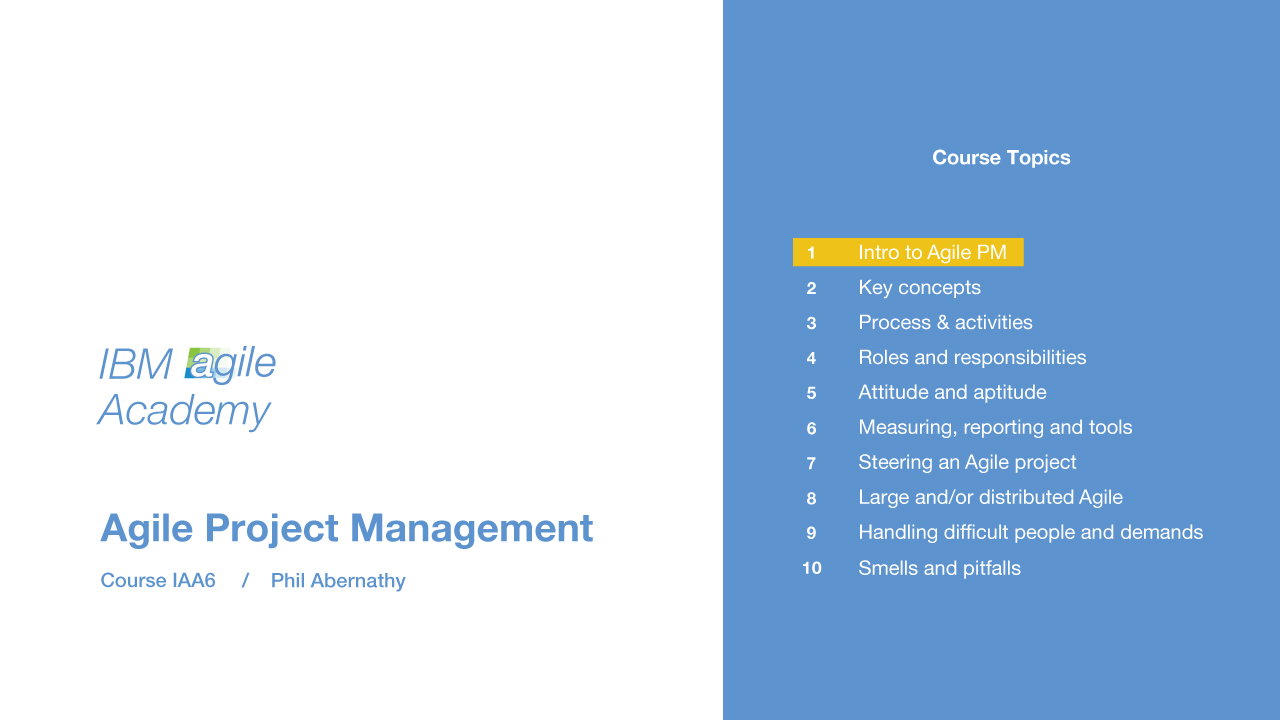 IBM agile
Academy
Agile Project Management
Course IAA6 / Phil Abernathy
Course Topics
1 Intro to Agile PM
2 Key concepts
3 Process & activities
4 Roles and responsibilities
5 Attitude and aptitude
6 Measuring, reporting and tools
7 Steering an Agile project
8 Large and/or distributed Agile
9 Handling difficult people and demands
10 Smells and pitfalls